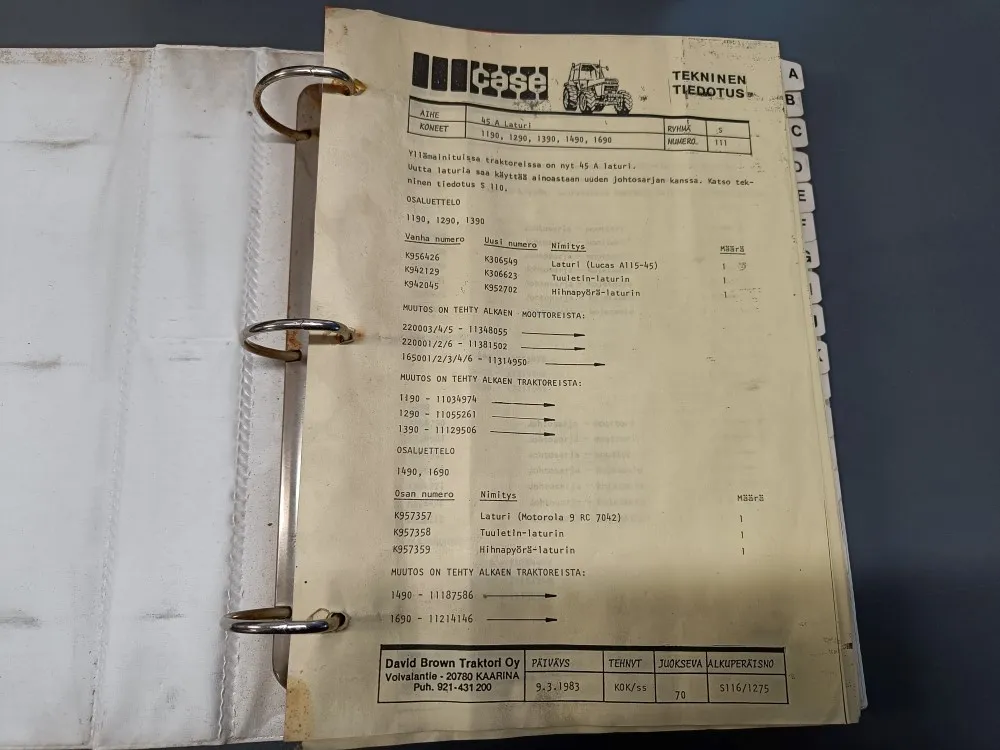 case
TEKNINEN
TIEDOTUS
AIHE 45 A Laturi RYHMÄ S
KONEET 1190, 1290, 1390, 1490, 1690 NUMERO. 111
Yllämainituissa traktoreissa on nyt 45 A laturi.
Uutta laturia saa käyttää ainoastaan uuden johtosarjan kanssa. Katso tek-
ninen tiedotus S 110.
OSALUETTELO
1190, 1290, 1390
Vanha numero Uusi numero Nimitys Määrä
K956426 K306549 Laturi (Lucas A115-45) 1
K942129 K306623 Tuuletin-laturin 1
K942045 K952702 Hihnapyörä-laturin 1
MUUTOS ON TEHTY ALKAEN MOOTTOREISTA:
220003/4/5 - 11348055
220001/2/6 - 11381502
165001/2/3/4/6 - 11314950
MUUTOS ON TEHTY ALKAEN TRAKTOREISTA:
1190 - 11034974
1290 - 11055261
1390 - 11129506
OSALUETTELO
1490, 1690
Osan numero Nimitys Määrä
K957357 Laturi (Motorola 9 RC 7042) 1
K957358 Tuuletin-laturin 1
K957359 Hihnapyörä-laturin 1
MUUTOS ON TEHTY ALKAEN TRAKTOREISTA:
1490 - 11187586
1690 - 11214146
David Brown Traktori Oy PÄIVÄYS TEHNYT JUOKSEVA ALKUPERÄISNO
Voivalantie - 20780 KAARINA
Puh. 921-431 200 9.3.1983 KOK/ss 70 S116/1275
A
B
C
D
E
F
G